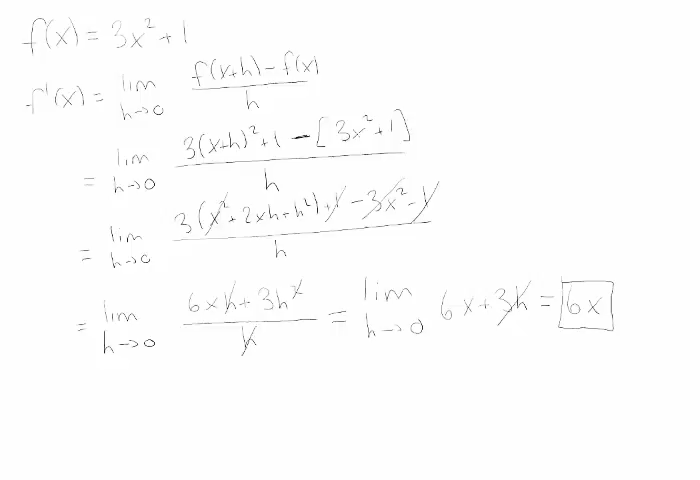 f(x) = 3x² + 1
f'(x) = lim h→0 f(x+h) - f(x) / h
= lim h→0 3(x+h)² + 1 - [3x² + 1] / h
= lim h→0 3(x² + 2xh + h²) + 1 - 3x² - 1 / h
= lim h→0 6xh + 3h² / h = lim h→0 6x + 3h = 6x